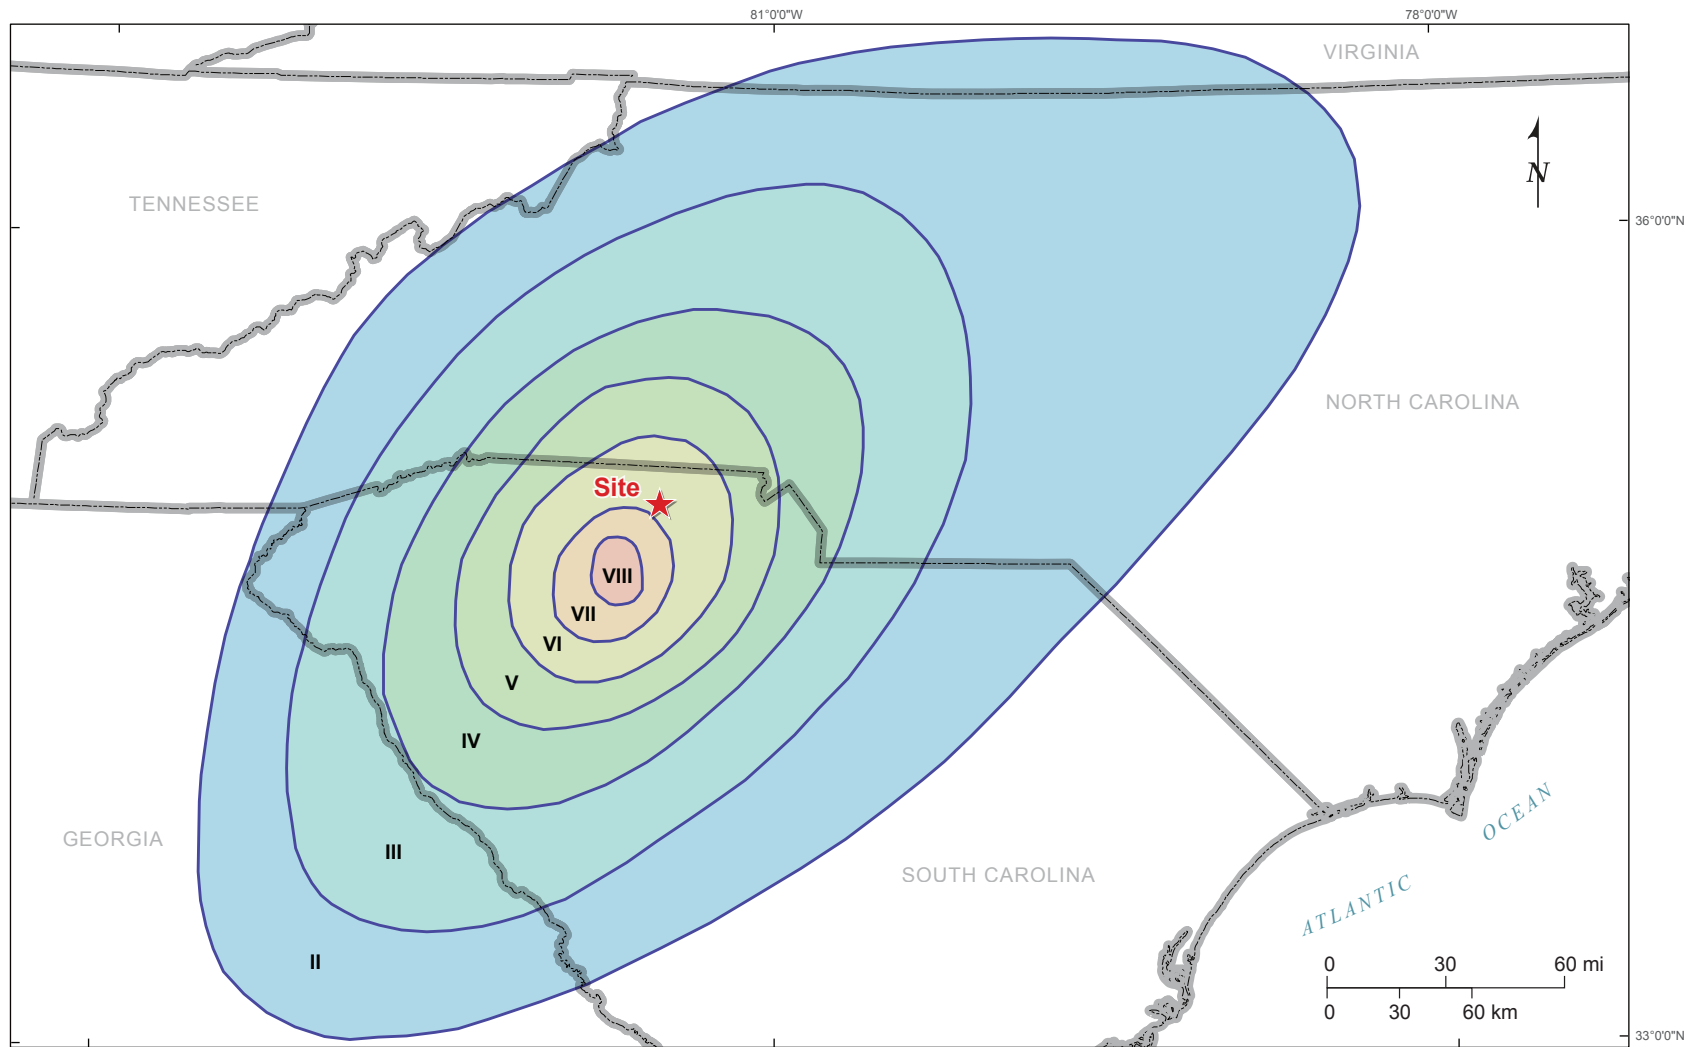 81°0'0"W
78°0'0"W
VIRGINIA
N
TENNESSEE
36°0'0"N
NORTH CAROLINA
Site
VIII
VII
VI
V
IV
III
II
GEORGIA
SOUTH CAROLINA
ATLANTIC
OCEAN
0 30 60 mi
0 30 60 km
33°0'0"N